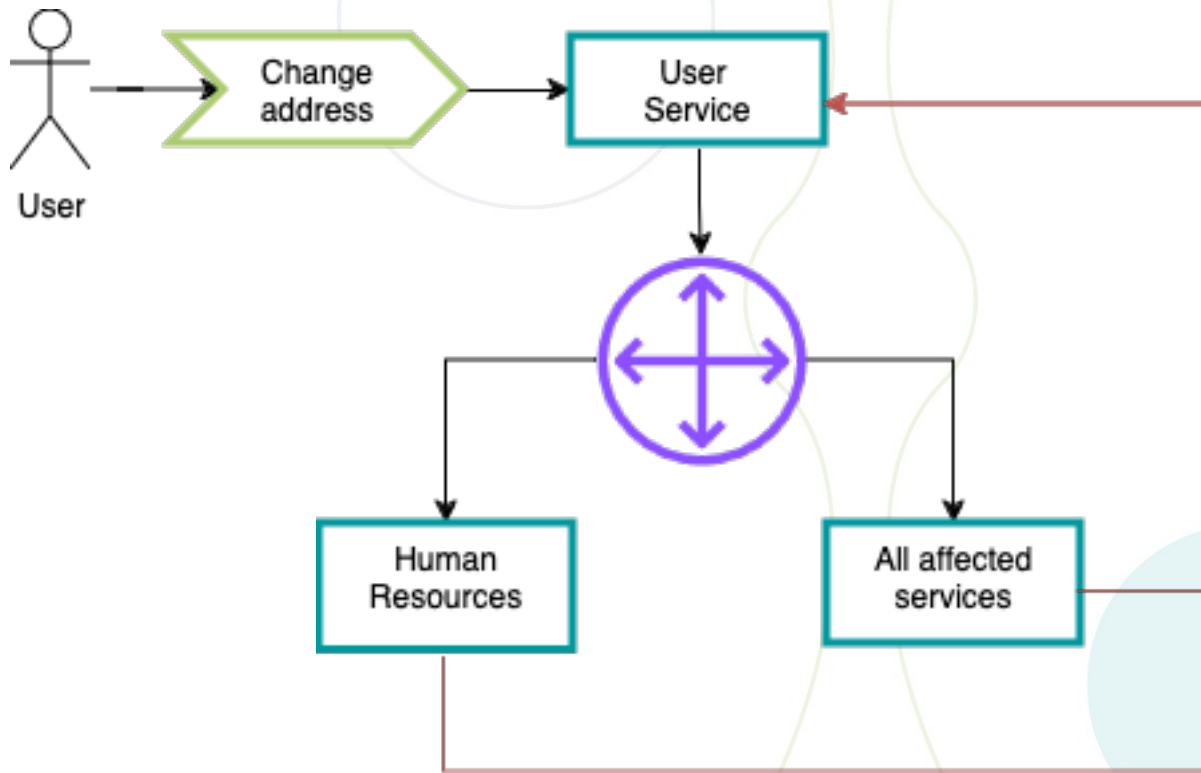 Change
address
User
Service
User
Human
Resources
All affected
services